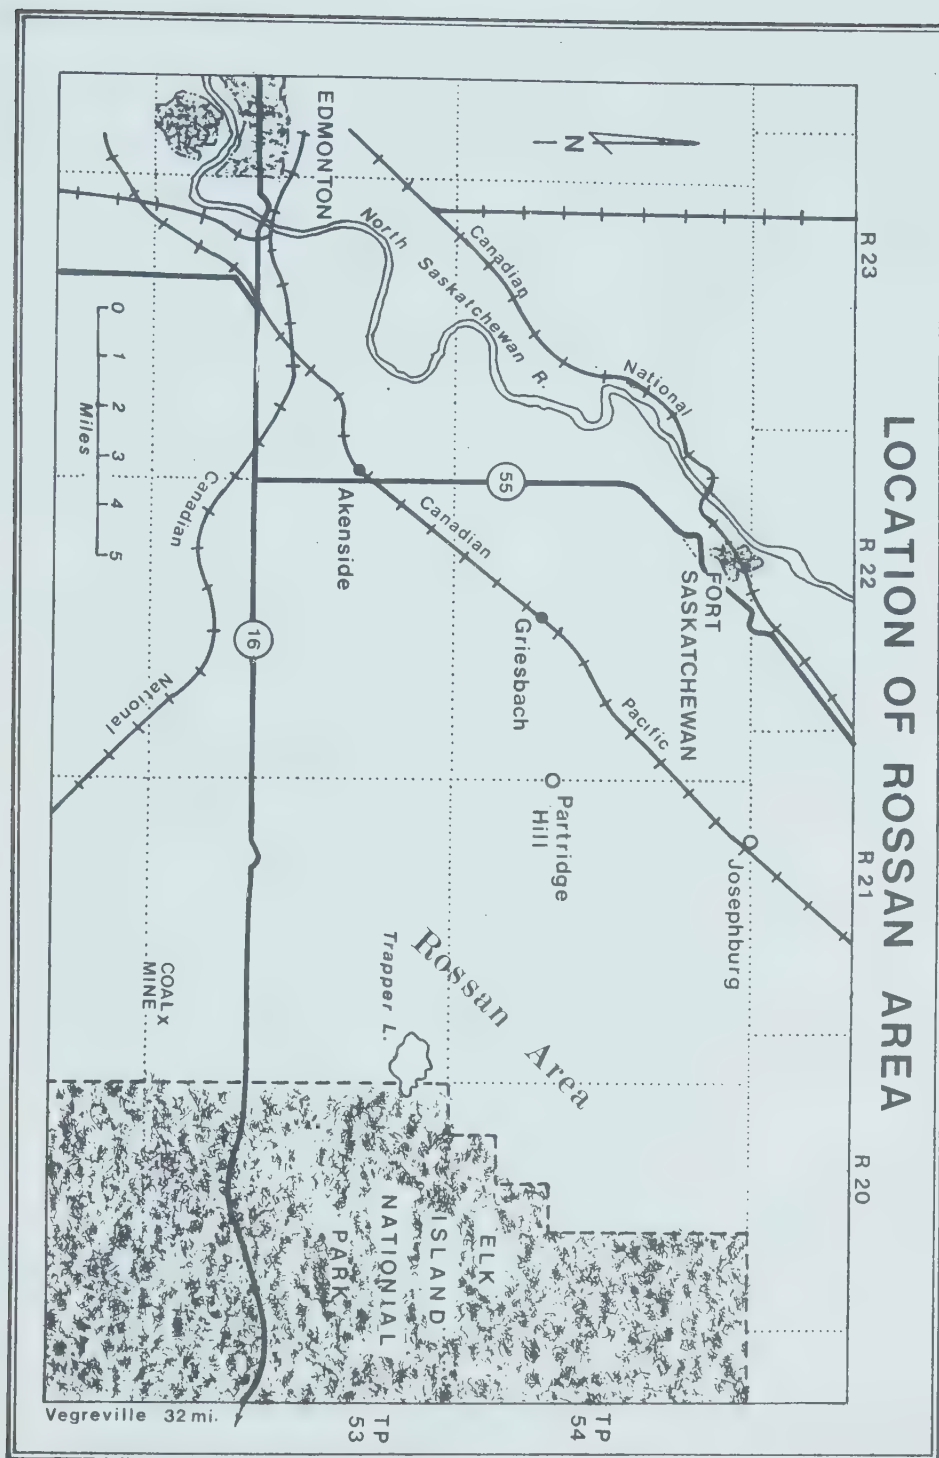 LOCATION OF ROSSAN AREA
R 23
R 22
R 21
R 20
N
EDMONTON
North Saskatchewan R.
Canadian
National
55
FORT
SASKATCHEWAN
Josephburg
Akenside
Canadian
Pacific
Griesbach
Partridge
Hill
Rossan Area
Trapper L.
0 1 2 3 4 5
Miles
Canadian
National
16
COAL X
MINE
ELK
ISLAND
NATIONIAL
PARK
TP
54
TP
53
Vegreville 32 mi.